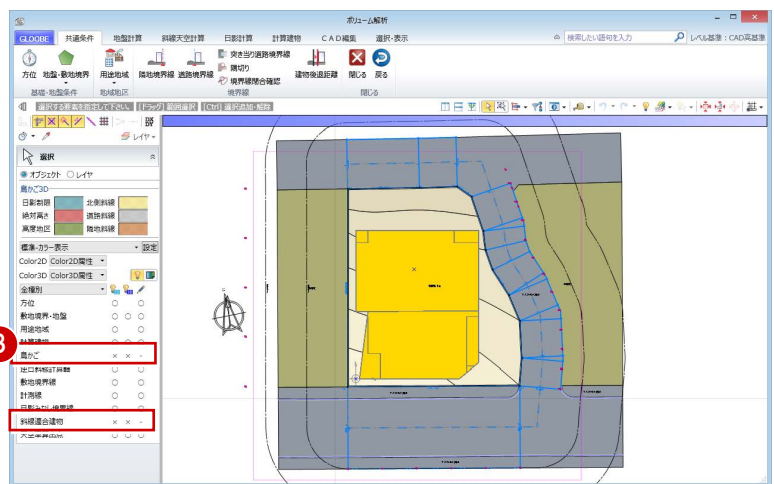 ボリューム解析
GLOOBE 共通条件 地盤計算 斜線天空計算 日影計算 計算建物 CAD編集 選択・表示 検索したい語句を入力 レベル基準：CAD高基準
方位 地盤・敷地境界 用途地域 隣地境界線 道路境界線 突き当り道路境界線 隅切り 境界線閉合確認 建物後退距離 閉じる 戻る
基礎・地盤条件 地域地区 境界線 閉じる
選択する要素を指定して下さい。 [ドラッグ] 範囲選択 [Ctrl] 選択追加・解除
レイヤ
選択
オブジェクト レイヤ
鳥かご3D
日影制限 北側斜線
絶対高さ 道路斜線
高度地区 隣地斜線
標準-カラー表示 設定
Color2D Color2D属性
Color3D Color3D属性
全種別
方位 ○ ○
敷地境界・地盤 ○ ○ ○
用途地域 ○ ○
計算建物
3
鳥かご × × -
敷地境界線 ○ ○
計測線 ○ ○
斜線適合建物 × × -
天空率算出点 ○ ○ ○